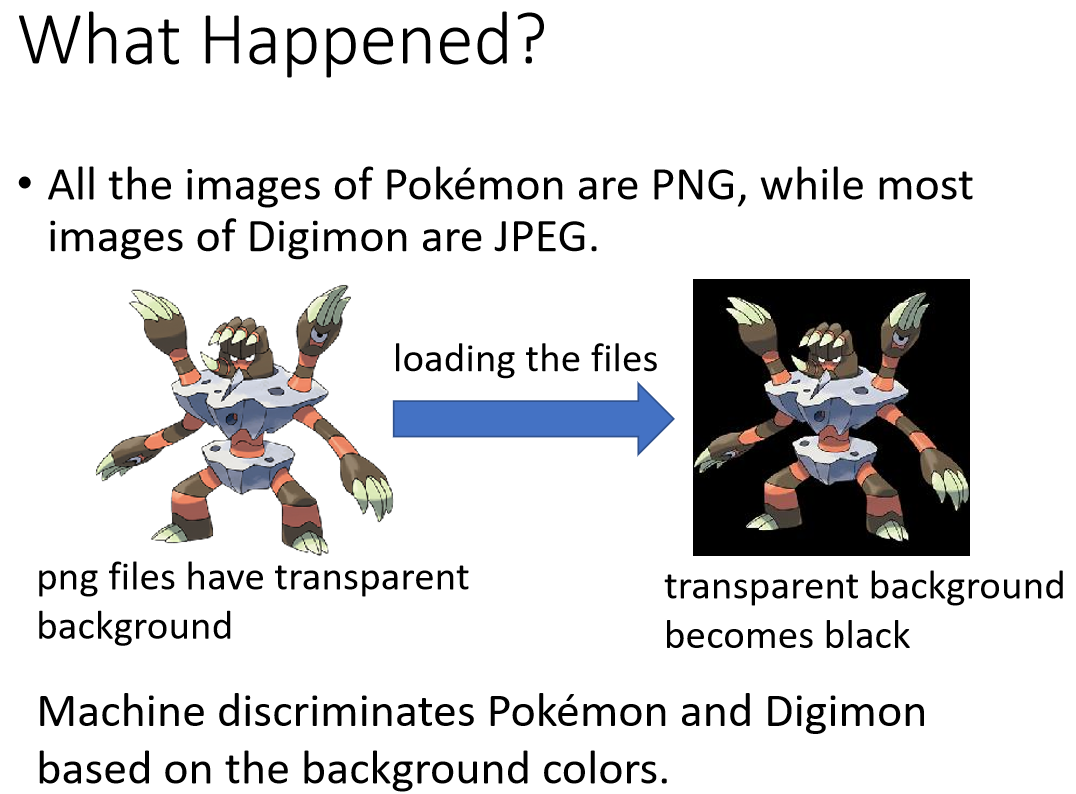 What Happened?
• All the images of Pokémon are PNG, while most
images of Digimon are JPEG.
loading the files
png files have transparent
background
transparent background
becomes black
Machine discriminates Pokémon and Digimon
based on the background colors.